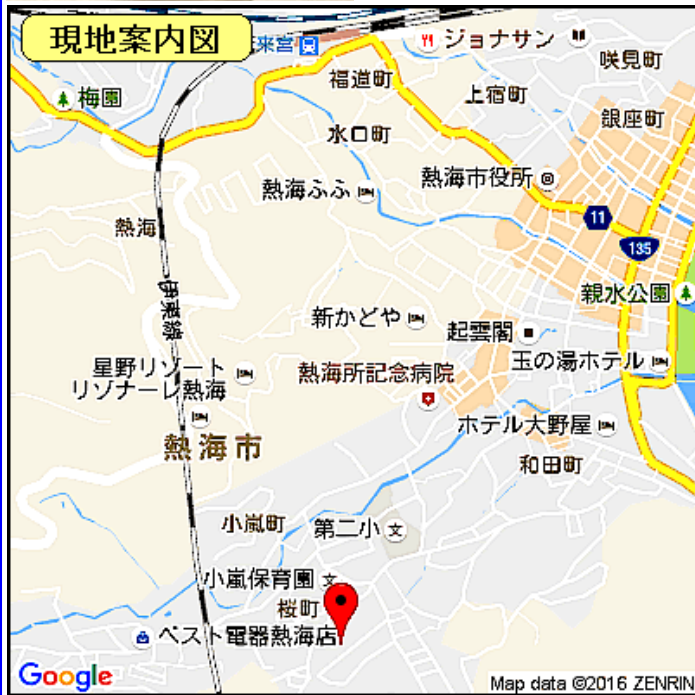 現地案内図
来宮
ジョナサン
咲見町
福道町
梅園
上宿町
銀座町
水口町
熱海市役所
熱海ふふ
11
熱海
135
伊東線
親水公園
新かどや
起雲閣
玉の湯ホテル
星野リゾート
リゾナーレ熱海
熱海所記念病院
ホテル大野屋
熱海市
和田町
小嵐町
第二小
小嵐保育園
桜町
ベスト電器熱海店
Google
Map data ©2016 ZENRIN